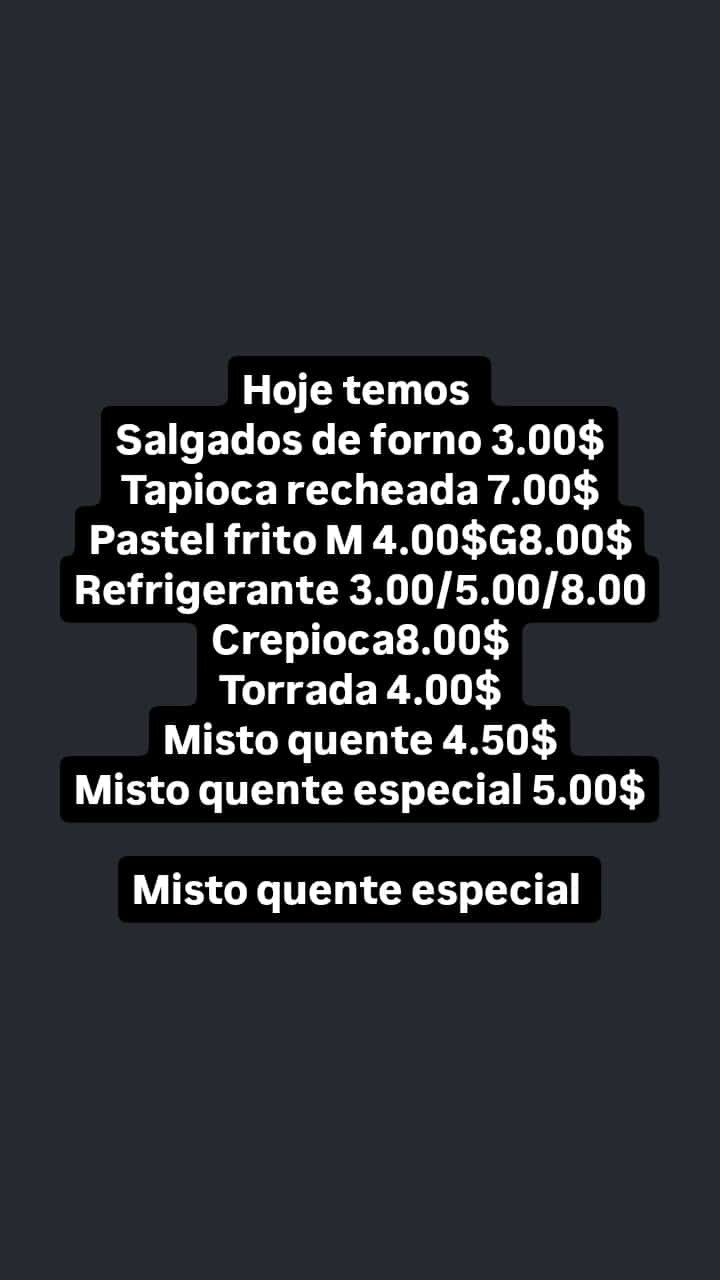 Hoje temos
Salgados de forno 3.00$
Tapioca recheada 7.00$
Pastel frito M 4.00$G8.00$
Refrigerante 3.00/5.00/8.00
Crepioca8.00$
Torrada 4.00$
Misto quente 4.50$
Misto quente especial 5.00$
Misto quente especial